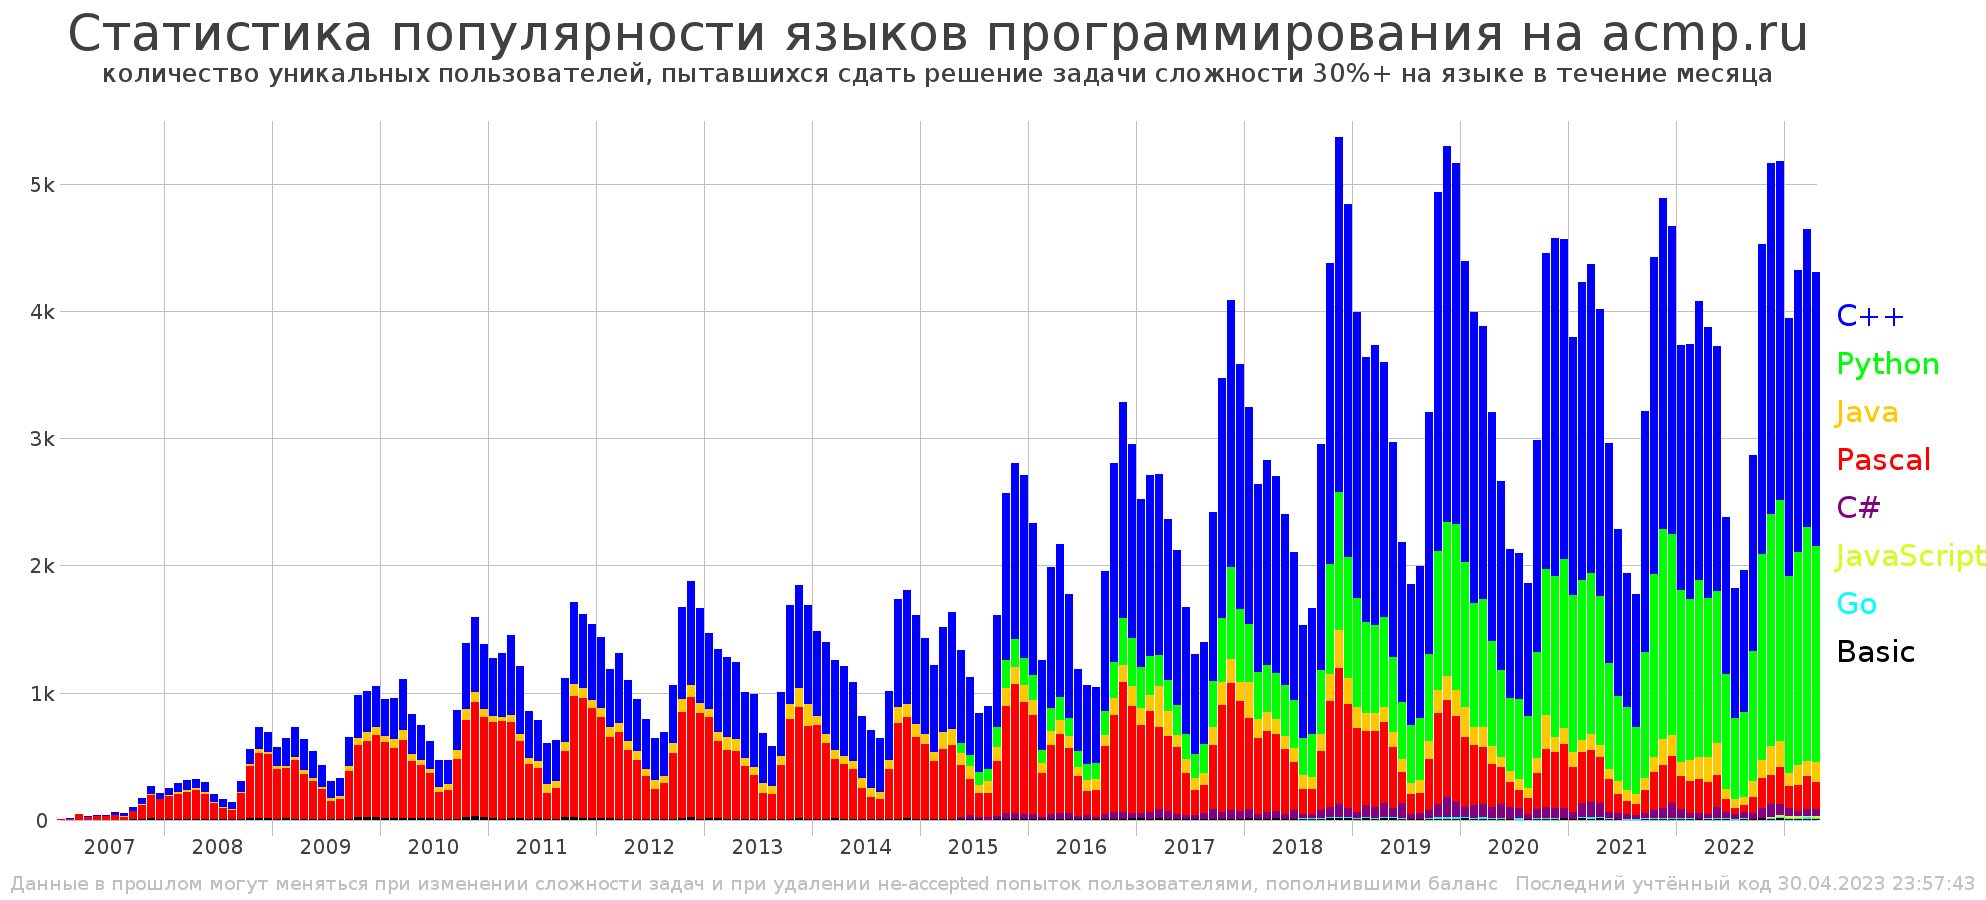 Статистика популярности языков программирования на acmp.ru
количество уникальных пользователей, пытавшихся сдать решение задачи сложности 30%+ на языке в течение месяца
5k
4k
3k
2k
1k
0
C++
Python
Java
Pascal
C#
JavaScript
Go
Basic
2007 2008 2009 2010 2011 2012 2013 2014 2015 2016 2017 2018 2019 2020 2021 2022
Данные в прошлом могут меняться при изменении сложности задач и при удалении не-accepted попыток пользователями, пополнившими баланс Последний учтённый код 30.04.2023 23:57:43